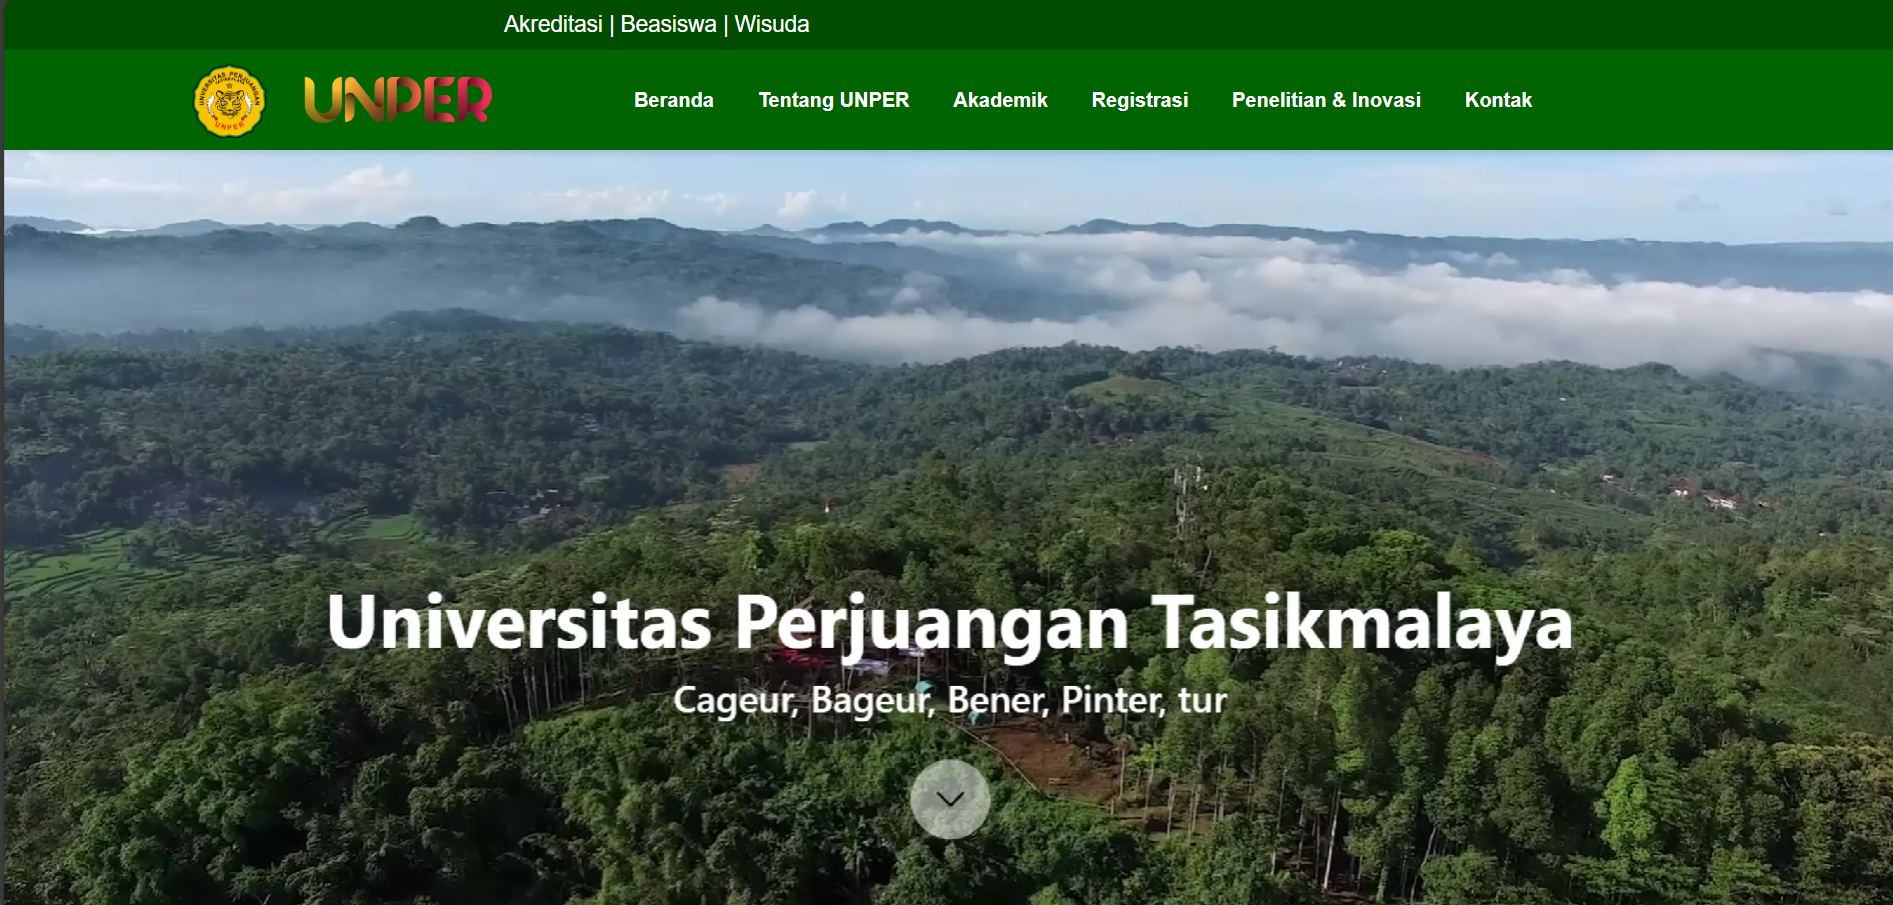 Akreditasi | Beasiswa | Wisuda
UNIVERSITAS PERJUANGAN
TASIKMALAYA
UNPER
UNPER
Beranda
Tentang UNPER
Akademik
Registrasi
Penelitian & Inovasi
Kontak
Universitas Perjuangan Tasikmalaya
Cageur, Bageur, Bener, Pinter, tur